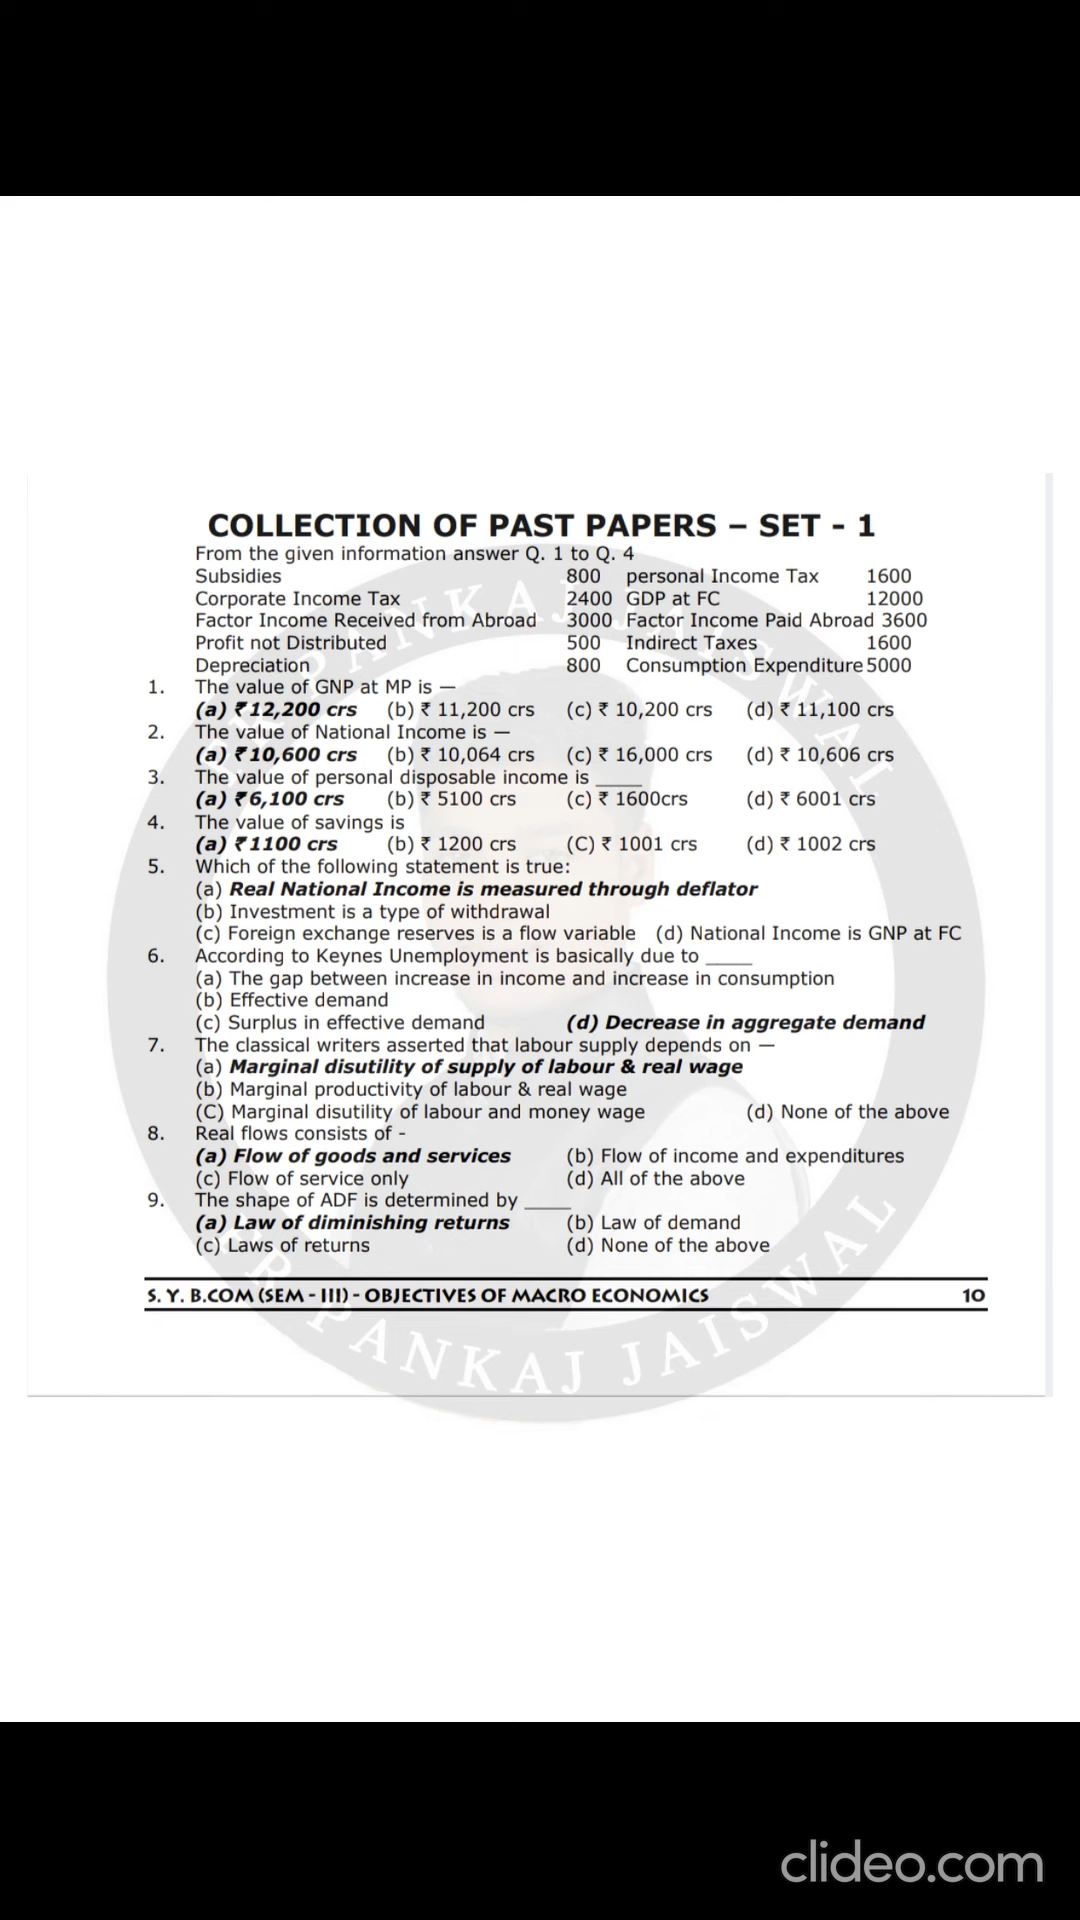 COLLECTION OF PAST PAPERS – SET - 1
From the given information answer Q. 1 to Q. 4
Subsidies 800 personal Income Tax 1600
Corporate Income Tax 2400 GDP at FC 12000
Factor Income Received from Abroad 3000 Factor Income Paid Abroad 3600
Profit not Distributed 500 Indirect Taxes 1600
Depreciation 800 Consumption Expenditure 5000
1. The value of GNP at MP is —
(a) ₹12,200 crs (b) ₹ 11,200 crs (c) ₹ 10,200 crs (d) ₹ 11,100 crs
2. The value of National Income is —
(a) ₹10,600 crs (b) ₹ 10,064 crs (c) ₹ 16,000 crs (d) ₹ 10,606 crs
3. The value of personal disposable income is ____
(a) ₹6,100 crs (b) ₹ 5100 crs (c) ₹ 1600crs (d) ₹ 6001 crs
4. The value of savings is
(a) ₹1100 crs (b) ₹ 1200 crs (C) ₹ 1001 crs (d) ₹ 1002 crs
5. Which of the following statement is true:
(a) Real National Income is measured through deflator
(b) Investment is a type of withdrawal
(c) Foreign exchange reserves is a flow variable (d) National Income is GNP at FC
6. According to Keynes Unemployment is basically due to ____
(a) The gap between increase in income and increase in consumption
(b) Effective demand
(c) Surplus in effective demand (d) Decrease in aggregate demand
7. The classical writers asserted that labour supply depends on —
(a) Marginal disutility of supply of labour & real wage
(b) Marginal productivity of labour & real wage
(C) Marginal disutility of labour and money wage (d) None of the above
8. Real flows consists of -
(a) Flow of goods and services (b) Flow of income and expenditures
(c) Flow of service only (d) All of the above
9. The shape of ADF is determined by ____
(a) Law of diminishing returns (b) Law of demand
(c) Laws of returns (d) None of the above
S. Y. B.COM (SEM - III) - OBJECTIVES OF MACRO ECONOMICS 10
PANKAJ JAISWAL
PANKAJ JAISWAL
clideo.com